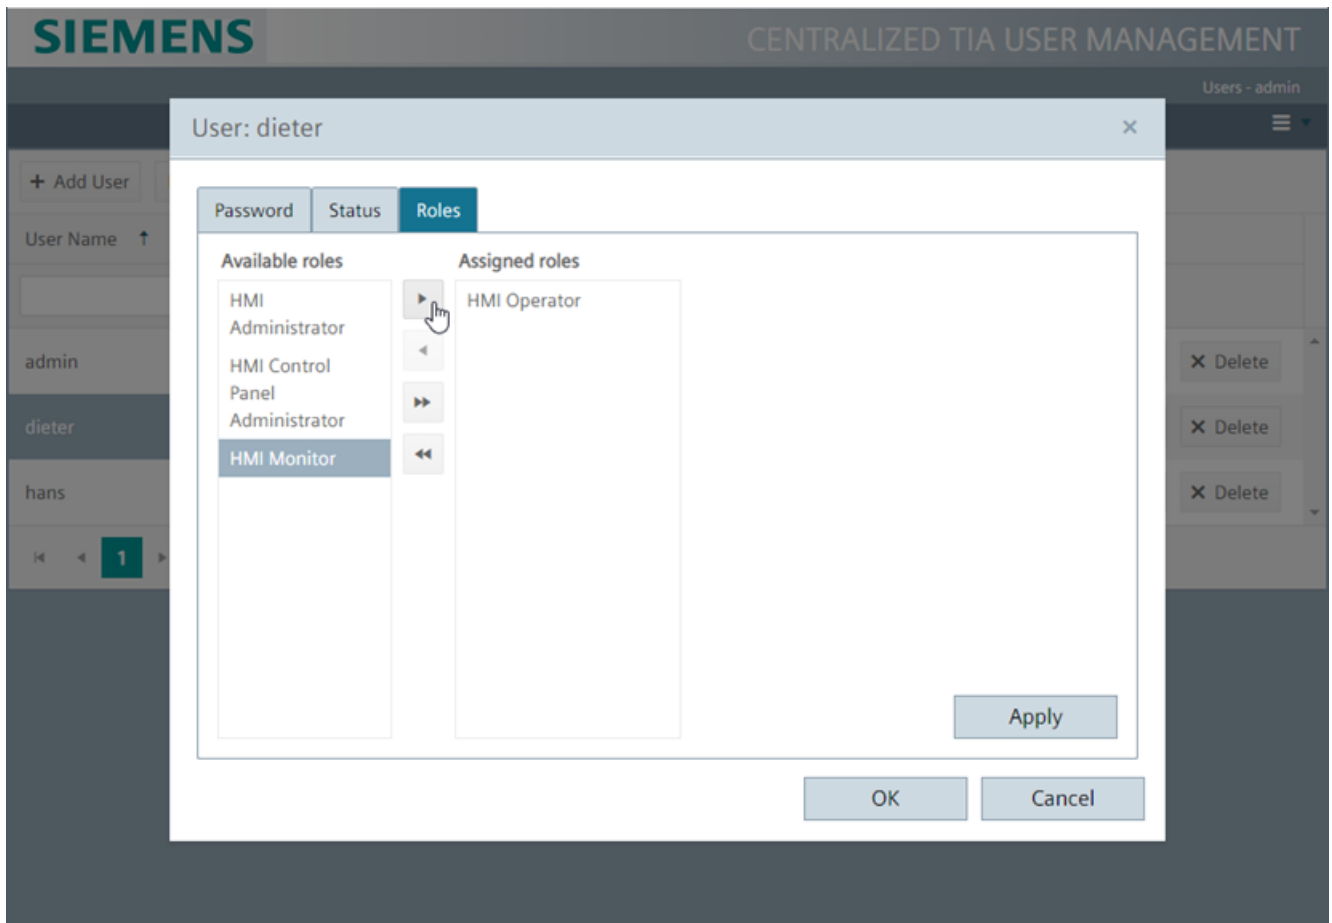 SIEMENS
CENTRALIZED TIA USER MANAGEMENT
Users - admin
User: dieter
Add User
User Name
Password
Status
Roles
Available roles
Assigned roles
HMI
Administrator
HMI Control
Panel
Administrator
HMI Monitor
HMI Operator
admin
Delete
dieter
Delete
hans
Delete
1
Apply
OK
Cancel